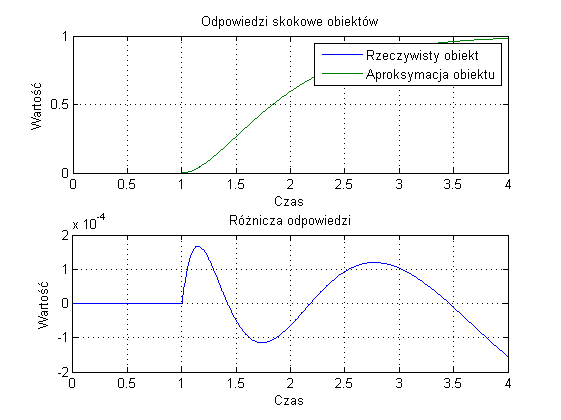 Odpowiedzi skokowe obiektów
1
0.5
0
Wartość
Rzeczywisty obiekt
Aproksymacja obiektu
0 0.5 1 1.5 2 2.5 3 3.5 4
Czas
Różnicza odpowiedzi
x 10-4
2
1
0
-1
-2
Wartość
0 0.5 1 1.5 2 2.5 3 3.5 4
Czas